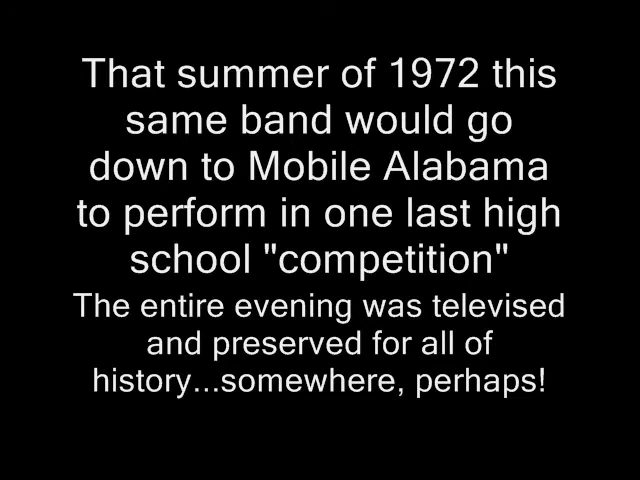 That summer of 1972 this
same band would go
down to Mobile Alabama
to perform in one last high
school "competition"
The entire evening was televised
and preserved for all of
history...somewhere, perhaps!